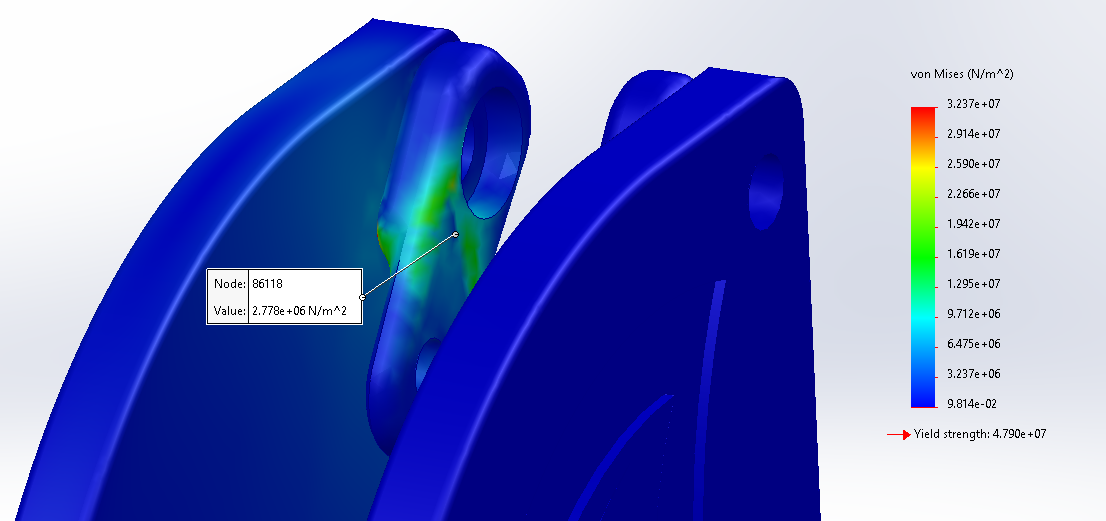 von Mises (N/m^2)
3.237e+07
2.914e+07
2.590e+07
2.266e+07
1.942e+07
1.619e+07
1.295e+07
9.712e+06
6.475e+06
3.237e+06
9.814e-02
Yield strength: 4.790e+07
Node: 86118
Value: 2.778e+06 N/m^2